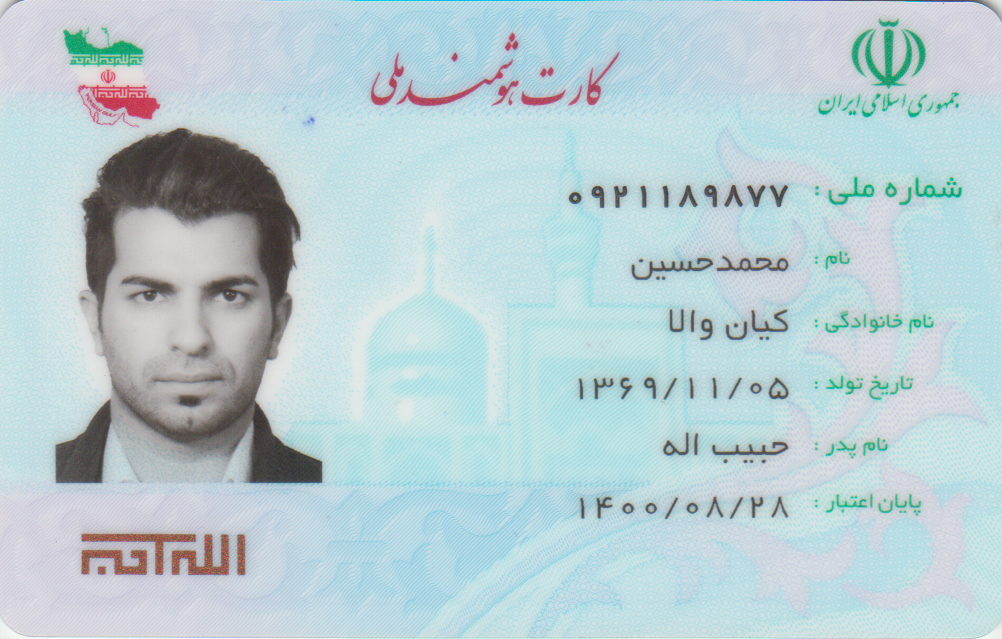 کارت هوشمند ملی
جمهوری اسلامی ایران
شماره ملی : ۰۹۲۱۱۸۹۸۷۷
نام : محمدحسین
نام خانوادگی : کیان والا
تاریخ تولد : ۱۳۶۹/۱۱/۰۵
نام پدر : حبیب اله
پایان اعتبار : ۱۴۰۰/۰۸/۲۸
الله اکبر